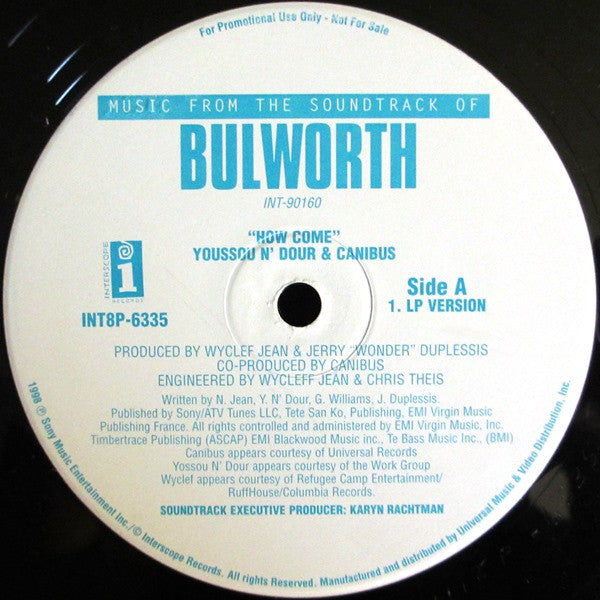 For Promotional Use Only - Not For Sale
MUSIC FROM THE SOUNDTRACK OF
BULWORTH
INT-90160
"HOW COME"
YOUSSOU N' DOUR & CANIBUS
INTERSCOPE
i
RECORDS
INT8P-6335
Side A
1. LP VERSION
PRODUCED BY WYCLEF JEAN & JERRY "WONDER" DUPLESSIS
CO-PRODUCED BY CANIBUS
ENGINEERED BY WYCLEFF JEAN & CHRIS THEIS
Written by N. Jean, Y. N' Dour, G. Williams, J. Duplessis.
Published by Sony/ATV Tunes LLC, Tete San Ko, Publishing, EMI Virgin Music
Publishing France. All rights controlled and administered by EMI Virgin Music, Inc.
Timbertrace Publishing (ASCAP) EMI Blackwood Music inc., Te Bass Music Inc., (BMI)
Canibus appears courtesy of Universal Records
Yossou N' Dour appears courtesy of the Work Group
Wyclef appears courtesy of Refugee Camp Entertainment/
RuffHouse/Columbia Records.
SOUNDTRACK EXECUTIVE PRODUCER: KARYN RACHTMAN
1998 ℗ Sony Music Entertainment Inc./© Interscope Records. All rights Reserved. Manufactured and distributed by Universal Music & Video Distribution, Inc.